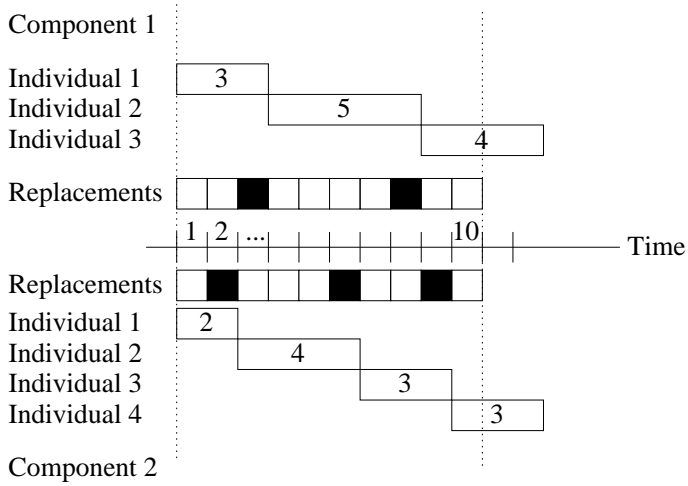 Component 1
Individual 1 3
Individual 2 5
Individual 3 4
Replacements
1 2 ... 10 Time
Replacements
Individual 1 2
Individual 2 4
Individual 3 3
Individual 4 3
Component 2